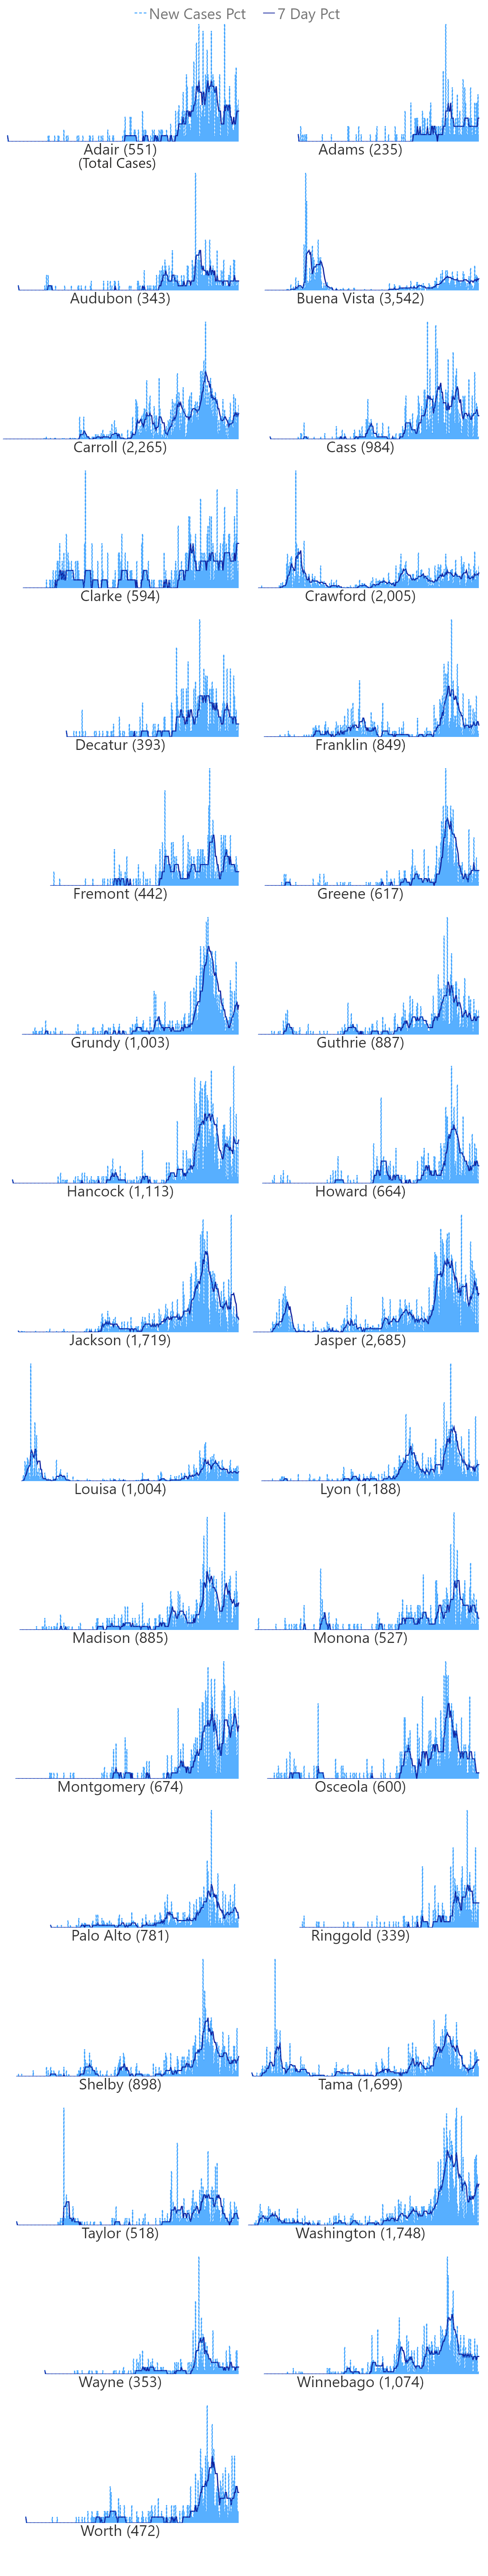 New Cases Pct 7 Day Pct
Adair (551) Adams (235)
(Total Cases)
Audubon (343) Buena Vista (3,542)
Carroll (2,265) Cass (984)
Clarke (594) Crawford (2,005)
Decatur (393) Franklin (849)
Fremont (442) Greene (617)
Grundy (1,003) Guthrie (887)
Hancock (1,113) Howard (664)
Jackson (1,719) Jasper (2,685)
Louisa (1,004) Lyon (1,188)
Madison (885) Monona (527)
Montgomery (674) Osceola (600)
Palo Alto (781) Ringgold (339)
Shelby (898) Tama (1,699)
Taylor (518) Washington (1,748)
Wayne (353) Winnebago (1,074)
Worth (472)